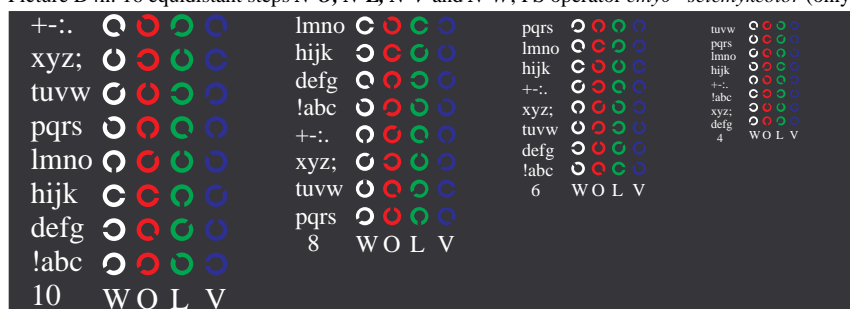 +-:.
xyz;
tuvw
pqrs
lmno
hijk
defg
!abc
10 W O L V
lmno
hijk
defg
!abc
+-:.
xyz;
tuvw
pqrs
8 W O L V
pqrs
lmno
hijk
+-:.
xyz;
tuvw
defg
!abc
6 W O L V
tuvw
pqrs
lmno
hijk
+-:.
!abc
xyz;
defg
4 W O L V